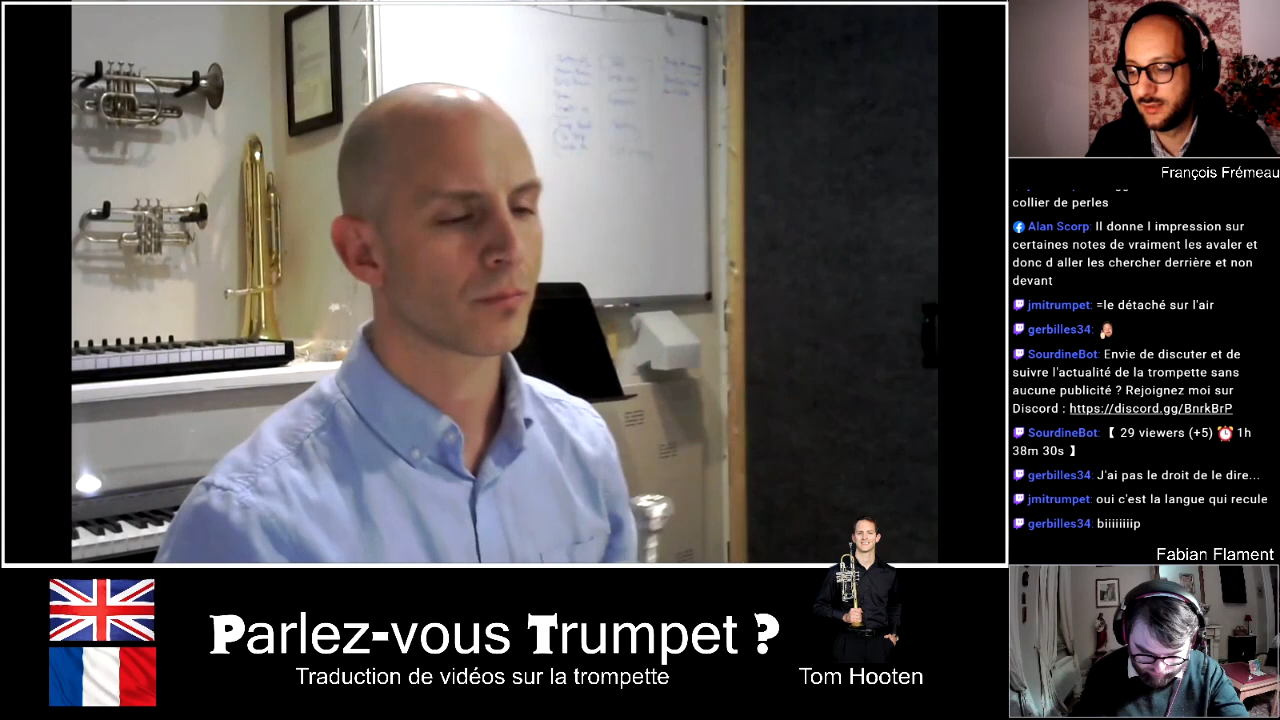 François Frémeau
collier de perles
Alan Scorp: Il donne l impression sur
certaines notes de vraiment les avaler et
donc d aller les chercher derrière et non
devant
jmitrumpet: =le détaché sur l'air
gerbilles34:
SourdineBot: Envie de discuter et de
suivre l'actualité de la trompette sans
aucune publicité ? Rejoignez moi sur
Discord : https://discord.gg/BnrkBrP
SourdineBot: 【 29 viewers (+5) ⏰ 1h
38m 30s 】
gerbilles34: J'ai pas le droit de le dire...
jmitrumpet: oui c'est la langue qui recule
gerbilles34: biiiiiiiip
Fabian Flament
Parlez-vous Trumpet ?
Traduction de vidéos sur la trompette
Tom Hooten